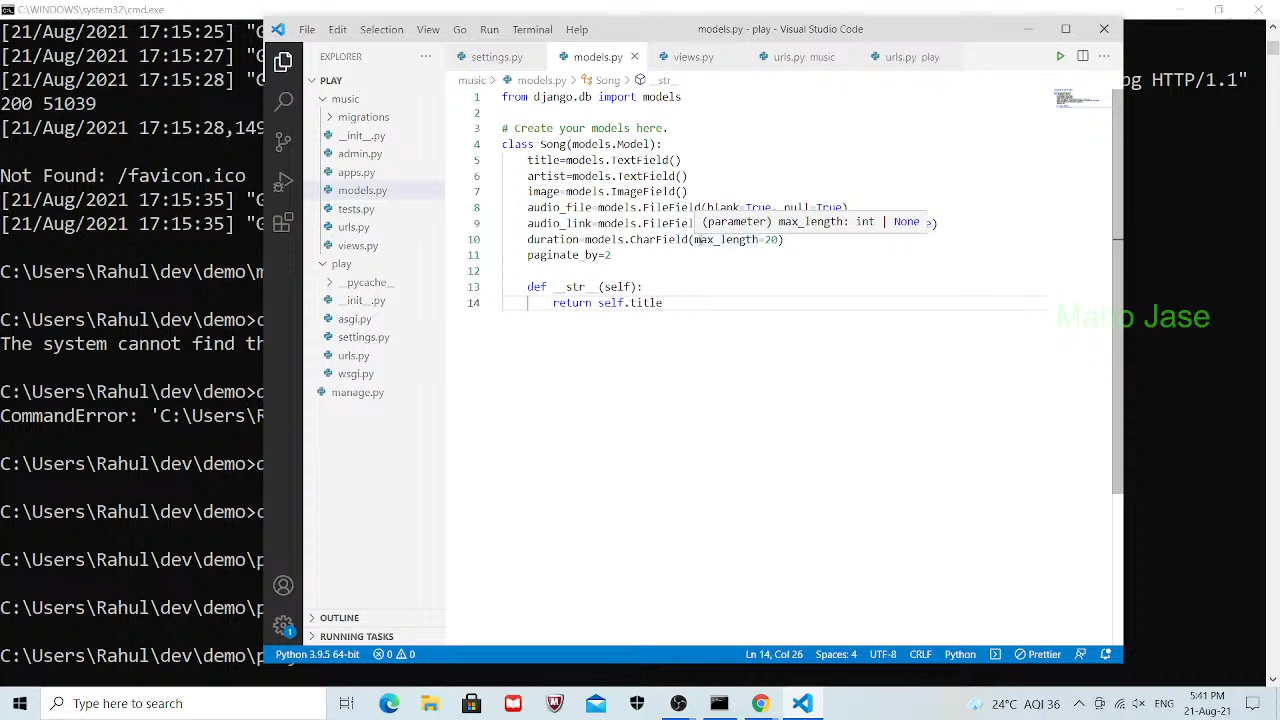 C:\WINDOWS\system32\cmd.exe
[21/Aug/2021 17:15:25] "G
[21/Aug/2021 17:15:27] "G
[21/Aug/2021 17:15:28] "G
og HTTP/1.1"
200 51039
[21/Aug/2021 17:15:28,149
Not Found: /favicon.ico
[21/Aug/2021 17:15:35] "G
[21/Aug/2021 17:15:35] "G
C:\Users\Rahul\dev\demo\m
C:\Users\Rahul\dev\demo>c
The system cannot find th
C:\Users\Rahul\dev\demo>
CommandError: 'C:\Users\R
C:\Users\Rahul\dev\demo>
C:\Users\Rahul\dev\demo>c
C:\Users\Rahul\dev\demo\p
C:\Users\Rahul\dev\demo\p
C:\Users\Rahul\dev\demo\p
File Edit Selection View Go Run Terminal Help
models.py - play - Visual Studio Code
EXPLORER
PLAY
music
migrations
__init__.py
admin.py
apps.py
models.py
tests.py
urls.py
views.py
play
__pycache__
__init__.py
asgi.py
settings.py
urls.py
wsgi.py
manage.py
OUTLINE
RUNNING TASKS
settings.py models.py views.py urls.py music urls.py play
music > models.py > Song > __str__
from django.db import models
2
3 # Create your models here.
4 class Song(models.Model):
5 title=models.TextField()
6 artist=models.TextField()
7 image=models.ImageField()
8 audio_file=models.FileField(blank=True, null=True)
9 audio_link=models.FileField
(parameter) max_length: int | None
e)
10 duration=models.CharField(max_length=20)
11 paginate_by=2
12
13 def __str__(self):
14 return self.title
Mano Jase
1
Python 3.9.5 64-bit 0 0 Ln 14, Col 26 Spaces: 4 UTF-8 CRLF Python Prettier
Type here to search
24°C AQI 36
5:41 PM
21-Aug-21